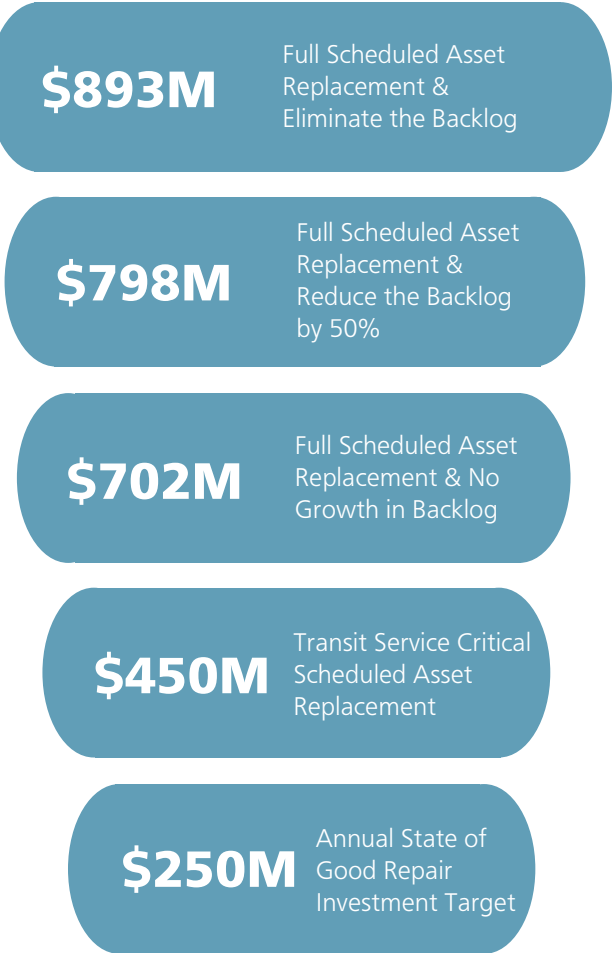 $893M
Full Scheduled Asset
Replacement &
Eliminate the Backlog
$798M
Full Scheduled Asset
Replacement &
Reduce the Backlog
by 50%
$702M
Full Scheduled Asset
Replacement & No
Growth in Backlog
$450M
Transit Service Critical
Scheduled Asset
Replacement
$250M
Annual State of
Good Repair
Investment Target